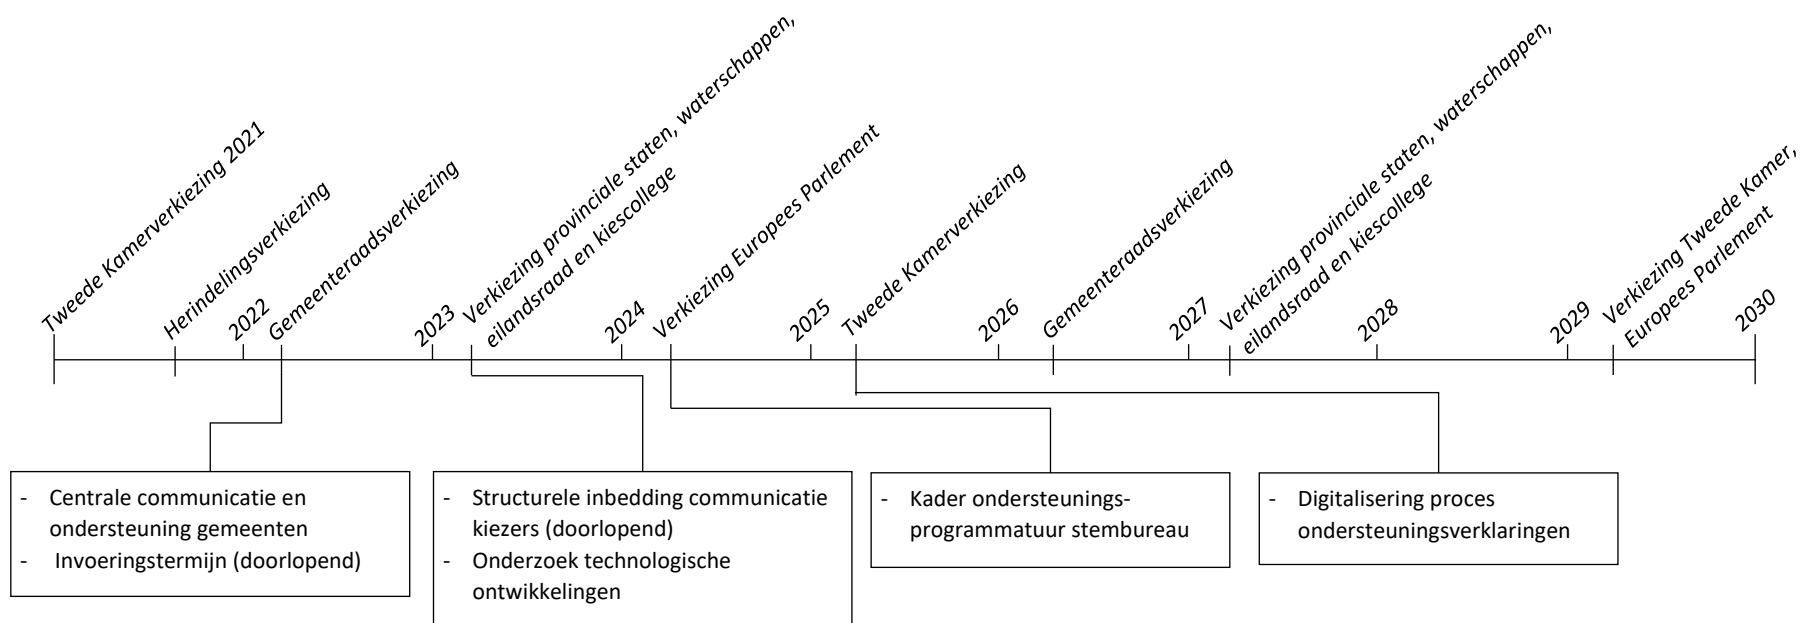 Tweede Kamerverkiezing 2021
Herindelingsverkiezing
2022
Gemeenteraadsverkiezing
2023
Verkiezing provinciale staten, waterschappen,
eilandsraad en kiescollege
2024
Verkiezing Europees Parlement
2025
Tweede Kamerverkiezing
2026
Gemeenteraadsverkiezing
2027
Verkiezing provinciale staten, waterschappen,
eilandsraad en kiescollege
2028
2029
Verkiezing Tweede Kamer,
Europees Parlement
2030
- Centrale communicatie en
ondersteuning gemeenten
- Invoeringstermijn (doorlopend)
- Structurele inbedding communicatie
kiezers (doorlopend)
- Onderzoek technologische
ontwikkelingen
- Kader ondersteunings-
programmatuur stembureau
- Digitalisering proces
ondersteuningsverklaringen